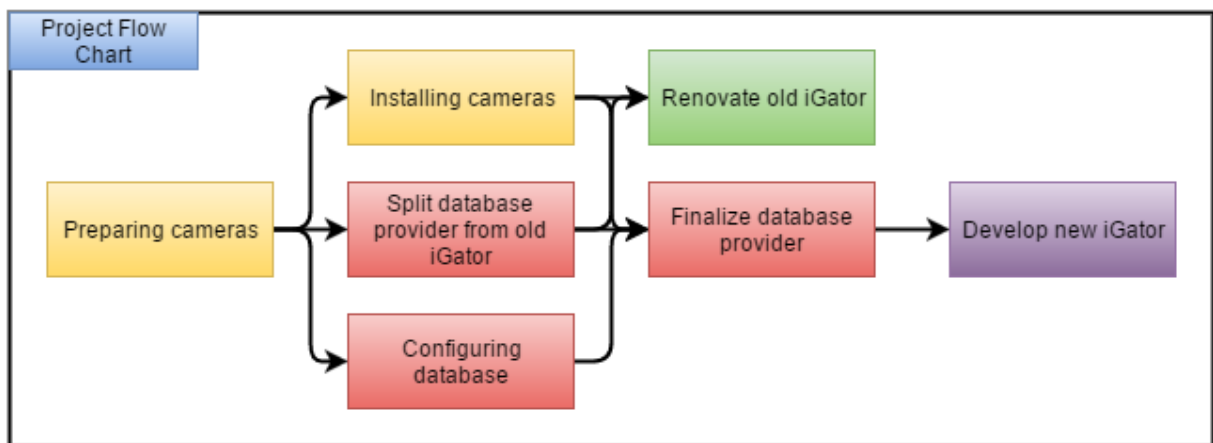 Project Flow
Chart
Installing cameras
Renovate old iGator
Preparing cameras
Split database
provider from old
iGator
Finalize database
provider
Develop new iGator
Configuring
database